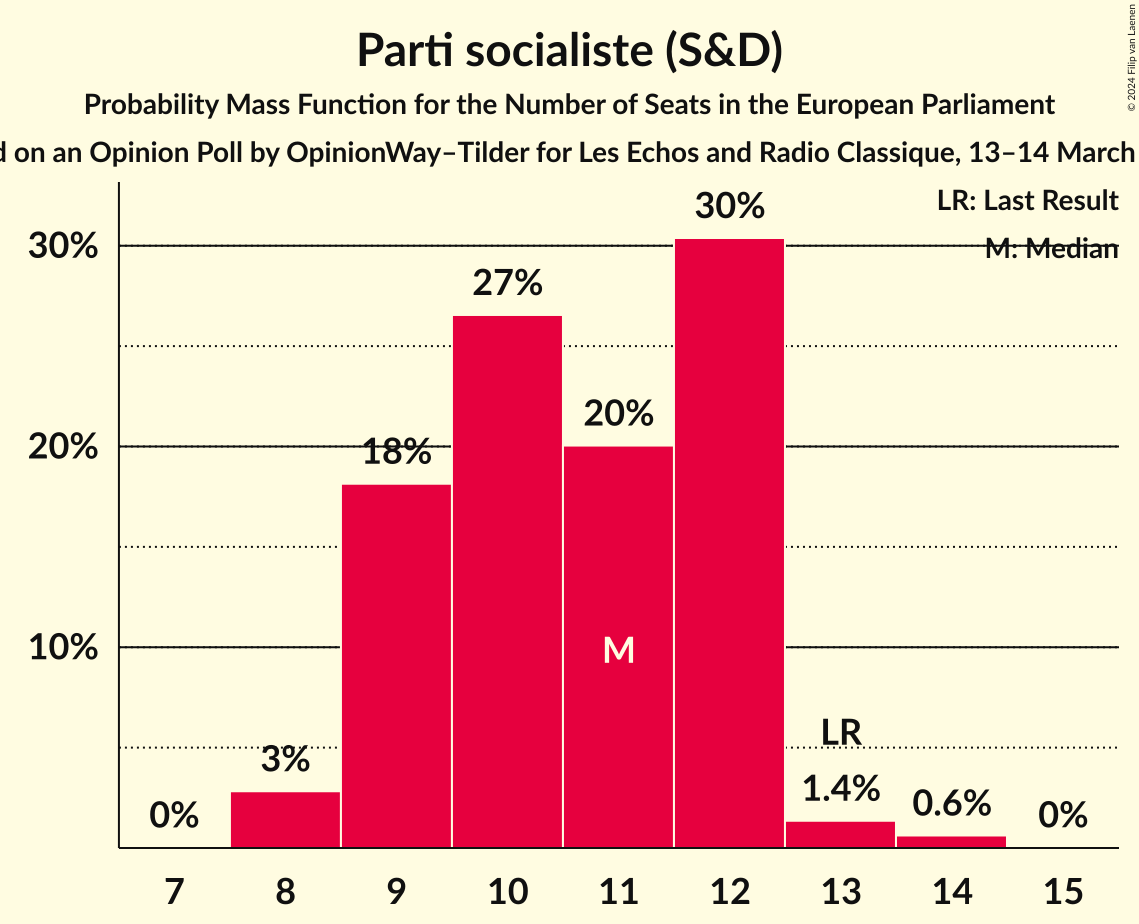 Parti socialiste (S&D)
Probability Mass Function for the Number of Seats in the European Parliament
on an Opinion Poll by OpinionWay–Tilder for Les Echos and Radio Classique, 13–14 March
© 2024 Filip van Laenen
LR: Last Result
M: Median
30%
20%
10%
0%
3%
18%
27%
20%
30%
1.4%
0.6%
0%
M
LR
7 8 9 10 11 12 13 14 15